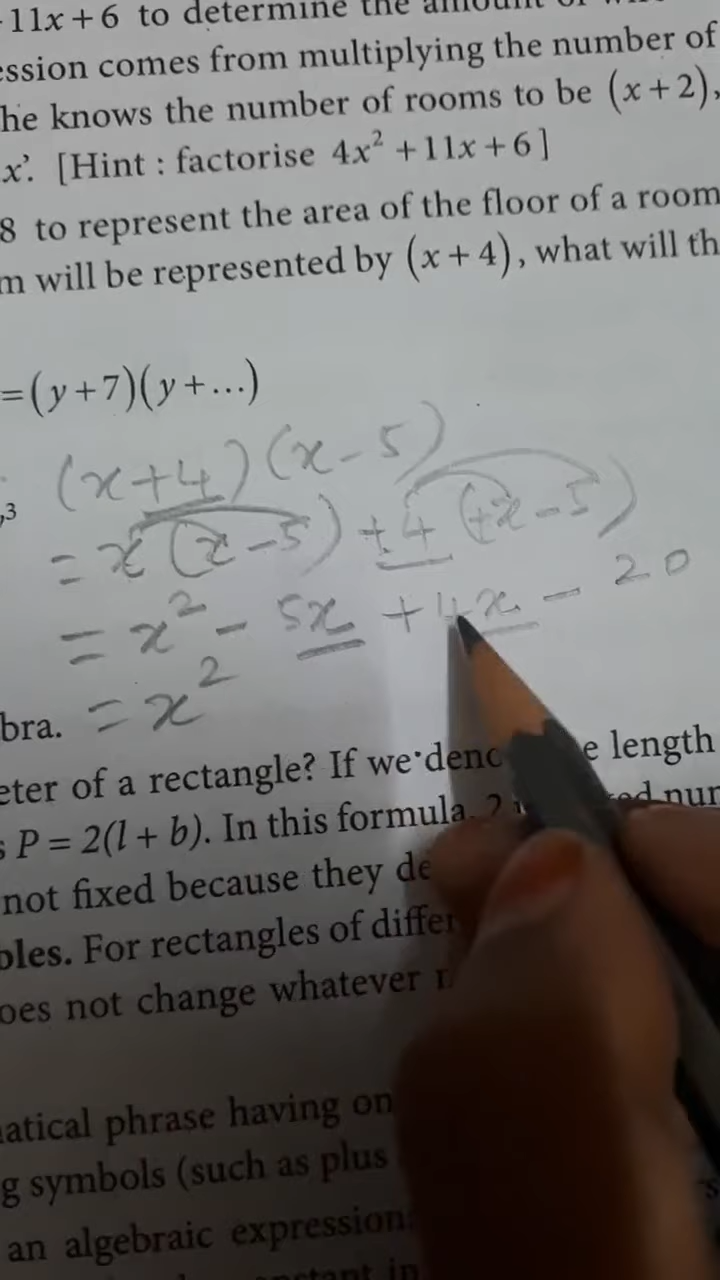 11x + 6 to determine the
ession comes from multiplying the number of
he knows the number of rooms to be (x + 2),
x'. [Hint : factorise 4x² + 11x + 6]
8 to represent the area of the floor of a room
m will be represented by (x + 4), what will th
= (y + 7)(y + ...)
(x + 4)(x - 5)
,3
= x(x - 5) + 4(+x - 5)
= x² - 5x + 4x - 20
= x²
bra.
eter of a rectangle? If we denc e length
s P = 2(l + b). In this formula, 2
not fixed because they de
bles. For rectangles of differ
oes not change whatever
atical phrase having on
g symbols (such as plus
an algebraic expression